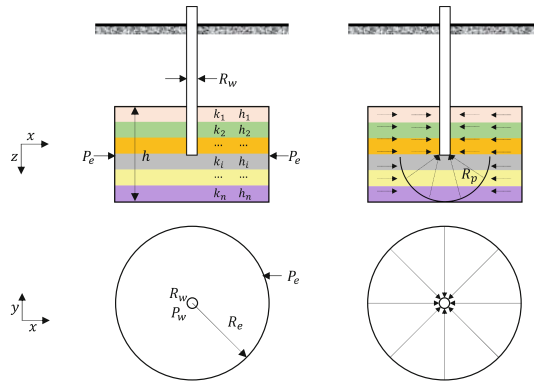 R_w
k_1 h_1
k_2 h_2
... ...
x
z
P_e
h
k_i h_i
P_e
... ...
k_n h_n
R_p
P_e
y
x
R_w
P_w
R_e